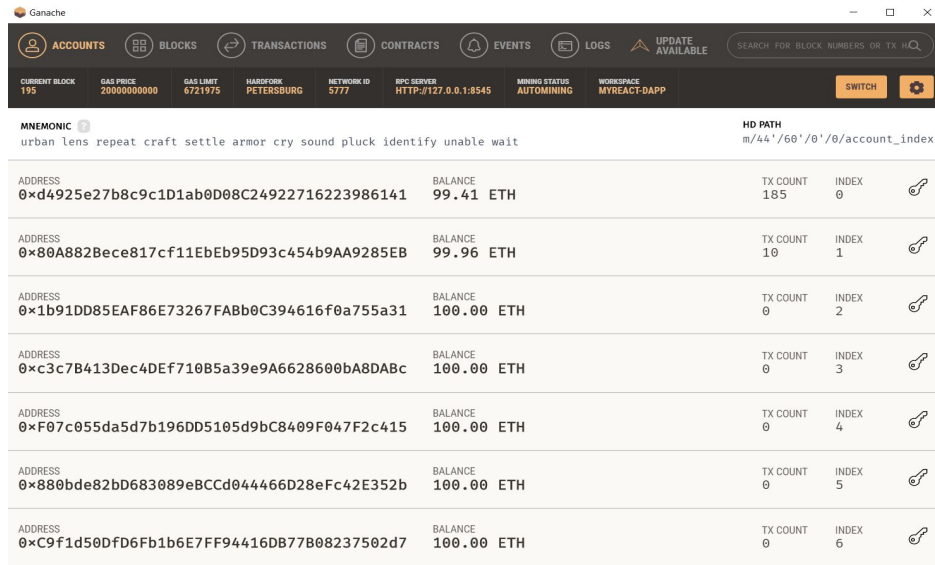 Ganache
ACCOUNTS BLOCKS TRANSACTIONS CONTRACTS EVENTS LOGS UPDATE AVAILABLE SEARCH FOR BLOCK NUMBERS OR TX H
CURRENT BLOCK GAS PRICE GAS LIMIT HARDFORK NETWORK ID RPC SERVER MINING STATUS WORKSPACE
195 20000000000 6721975 PETERSBURG 5777 HTTP://127.0.0.1:8545 AUTOMINING MYREACT-DAPP SWITCH
MNEMONIC ? HD PATH
urban lens repeat craft settle armor cry sound pluck identify unable wait m/44'/60'/0'/0/account_index
ADDRESS BALANCE TX COUNT INDEX
0×d4925e27b8c9c1D1ab0D08C24922716223986141 99.41 ETH 185 0
ADDRESS BALANCE TX COUNT INDEX
0×80A882Bece817cf11EbEb95D93c454b9AA9285EB 99.96 ETH 10 1
ADDRESS BALANCE TX COUNT INDEX
0×1b91DD85EAF86E73267FABb0C394616f0a755a31 100.00 ETH 0 2
ADDRESS BALANCE TX COUNT INDEX
0×c3c7B413Dec4DEf710B5a39e9A6628600bA8DABc 100.00 ETH 0 3
ADDRESS BALANCE TX COUNT INDEX
0×F07c055da5d7b196DD5105d9bC8409F047F2c415 100.00 ETH 0 4
ADDRESS BALANCE TX COUNT INDEX
0×880bde82bD683089eBCCd044466D28eFc42E352b 100.00 ETH 0 5
ADDRESS BALANCE TX COUNT INDEX
0×C9f1d50DfD6Fb1b6E7FF94416DB77B08237502d7 100.00 ETH 0 6